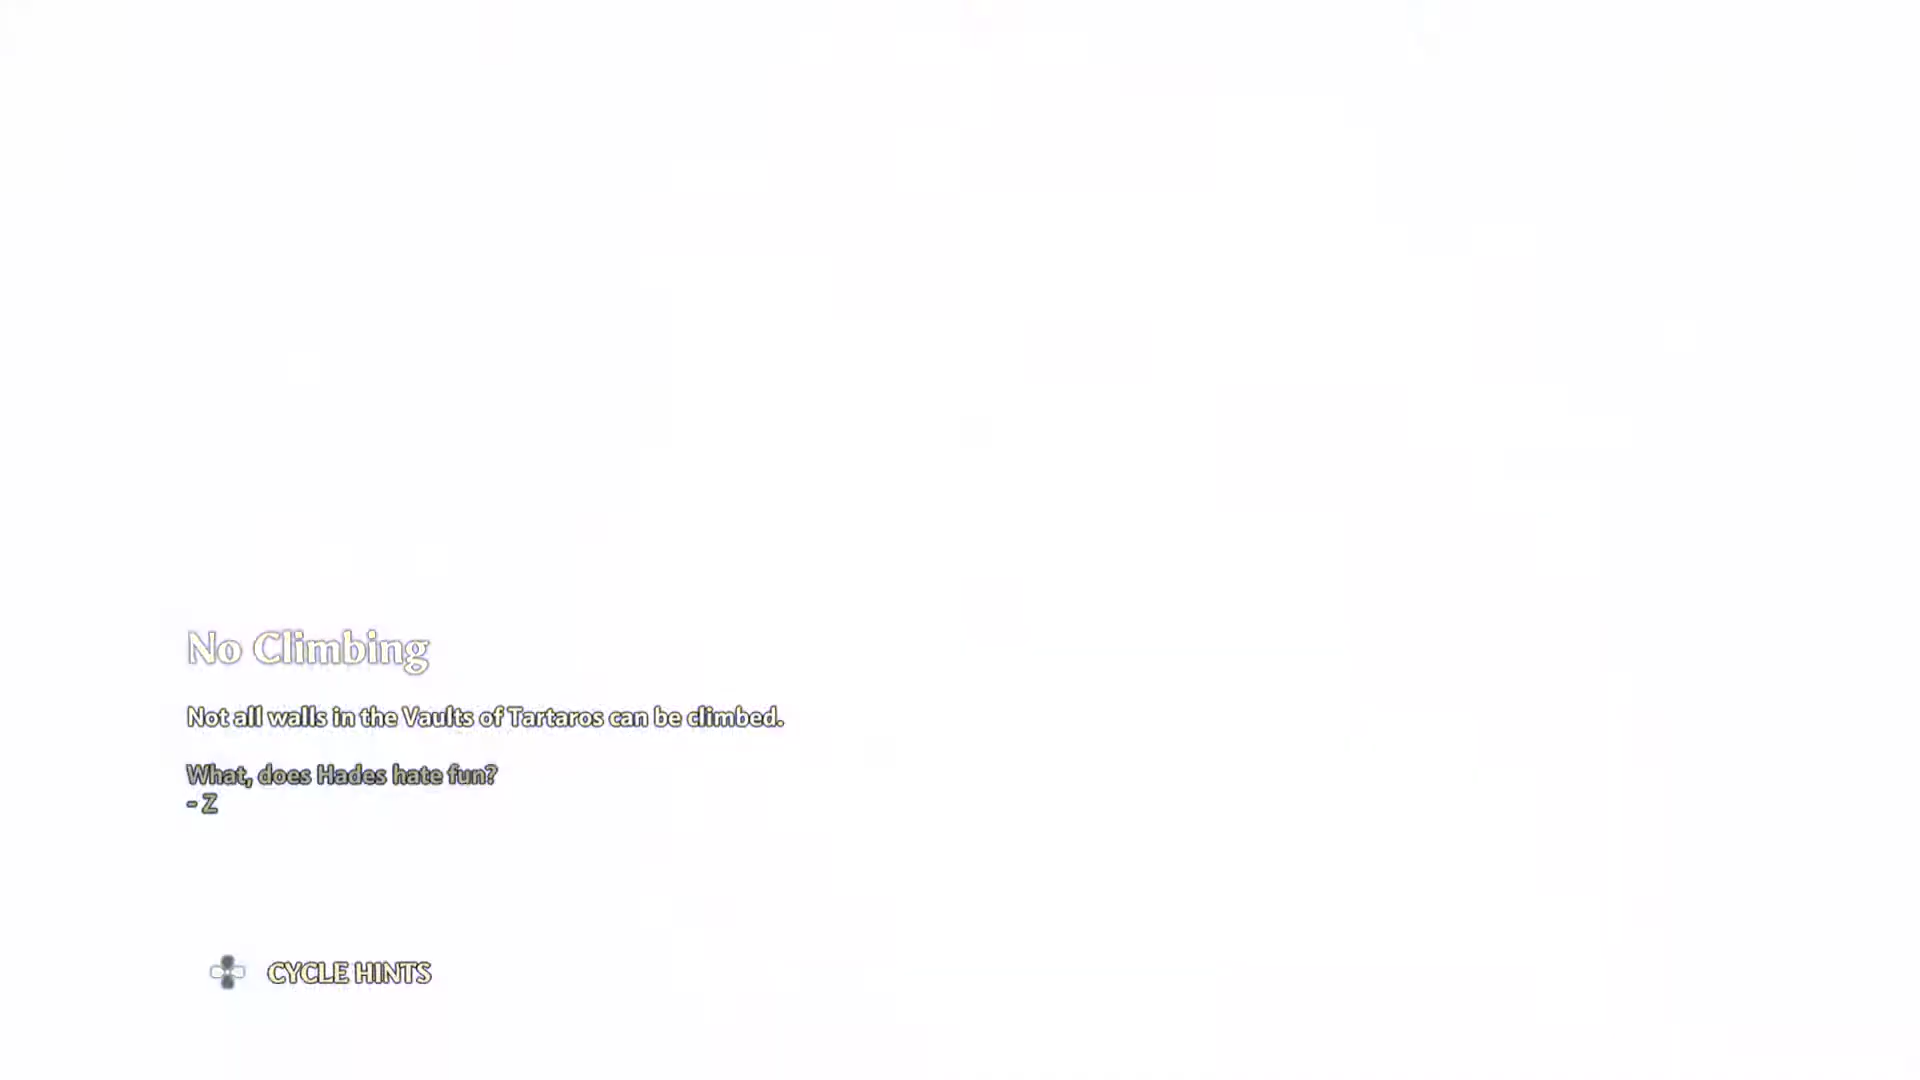 No Climbing
Not all walls in the Vaults of Tartaros can be climbed.
What, does Hades hate fun?
- Z
CYCLE HINTS